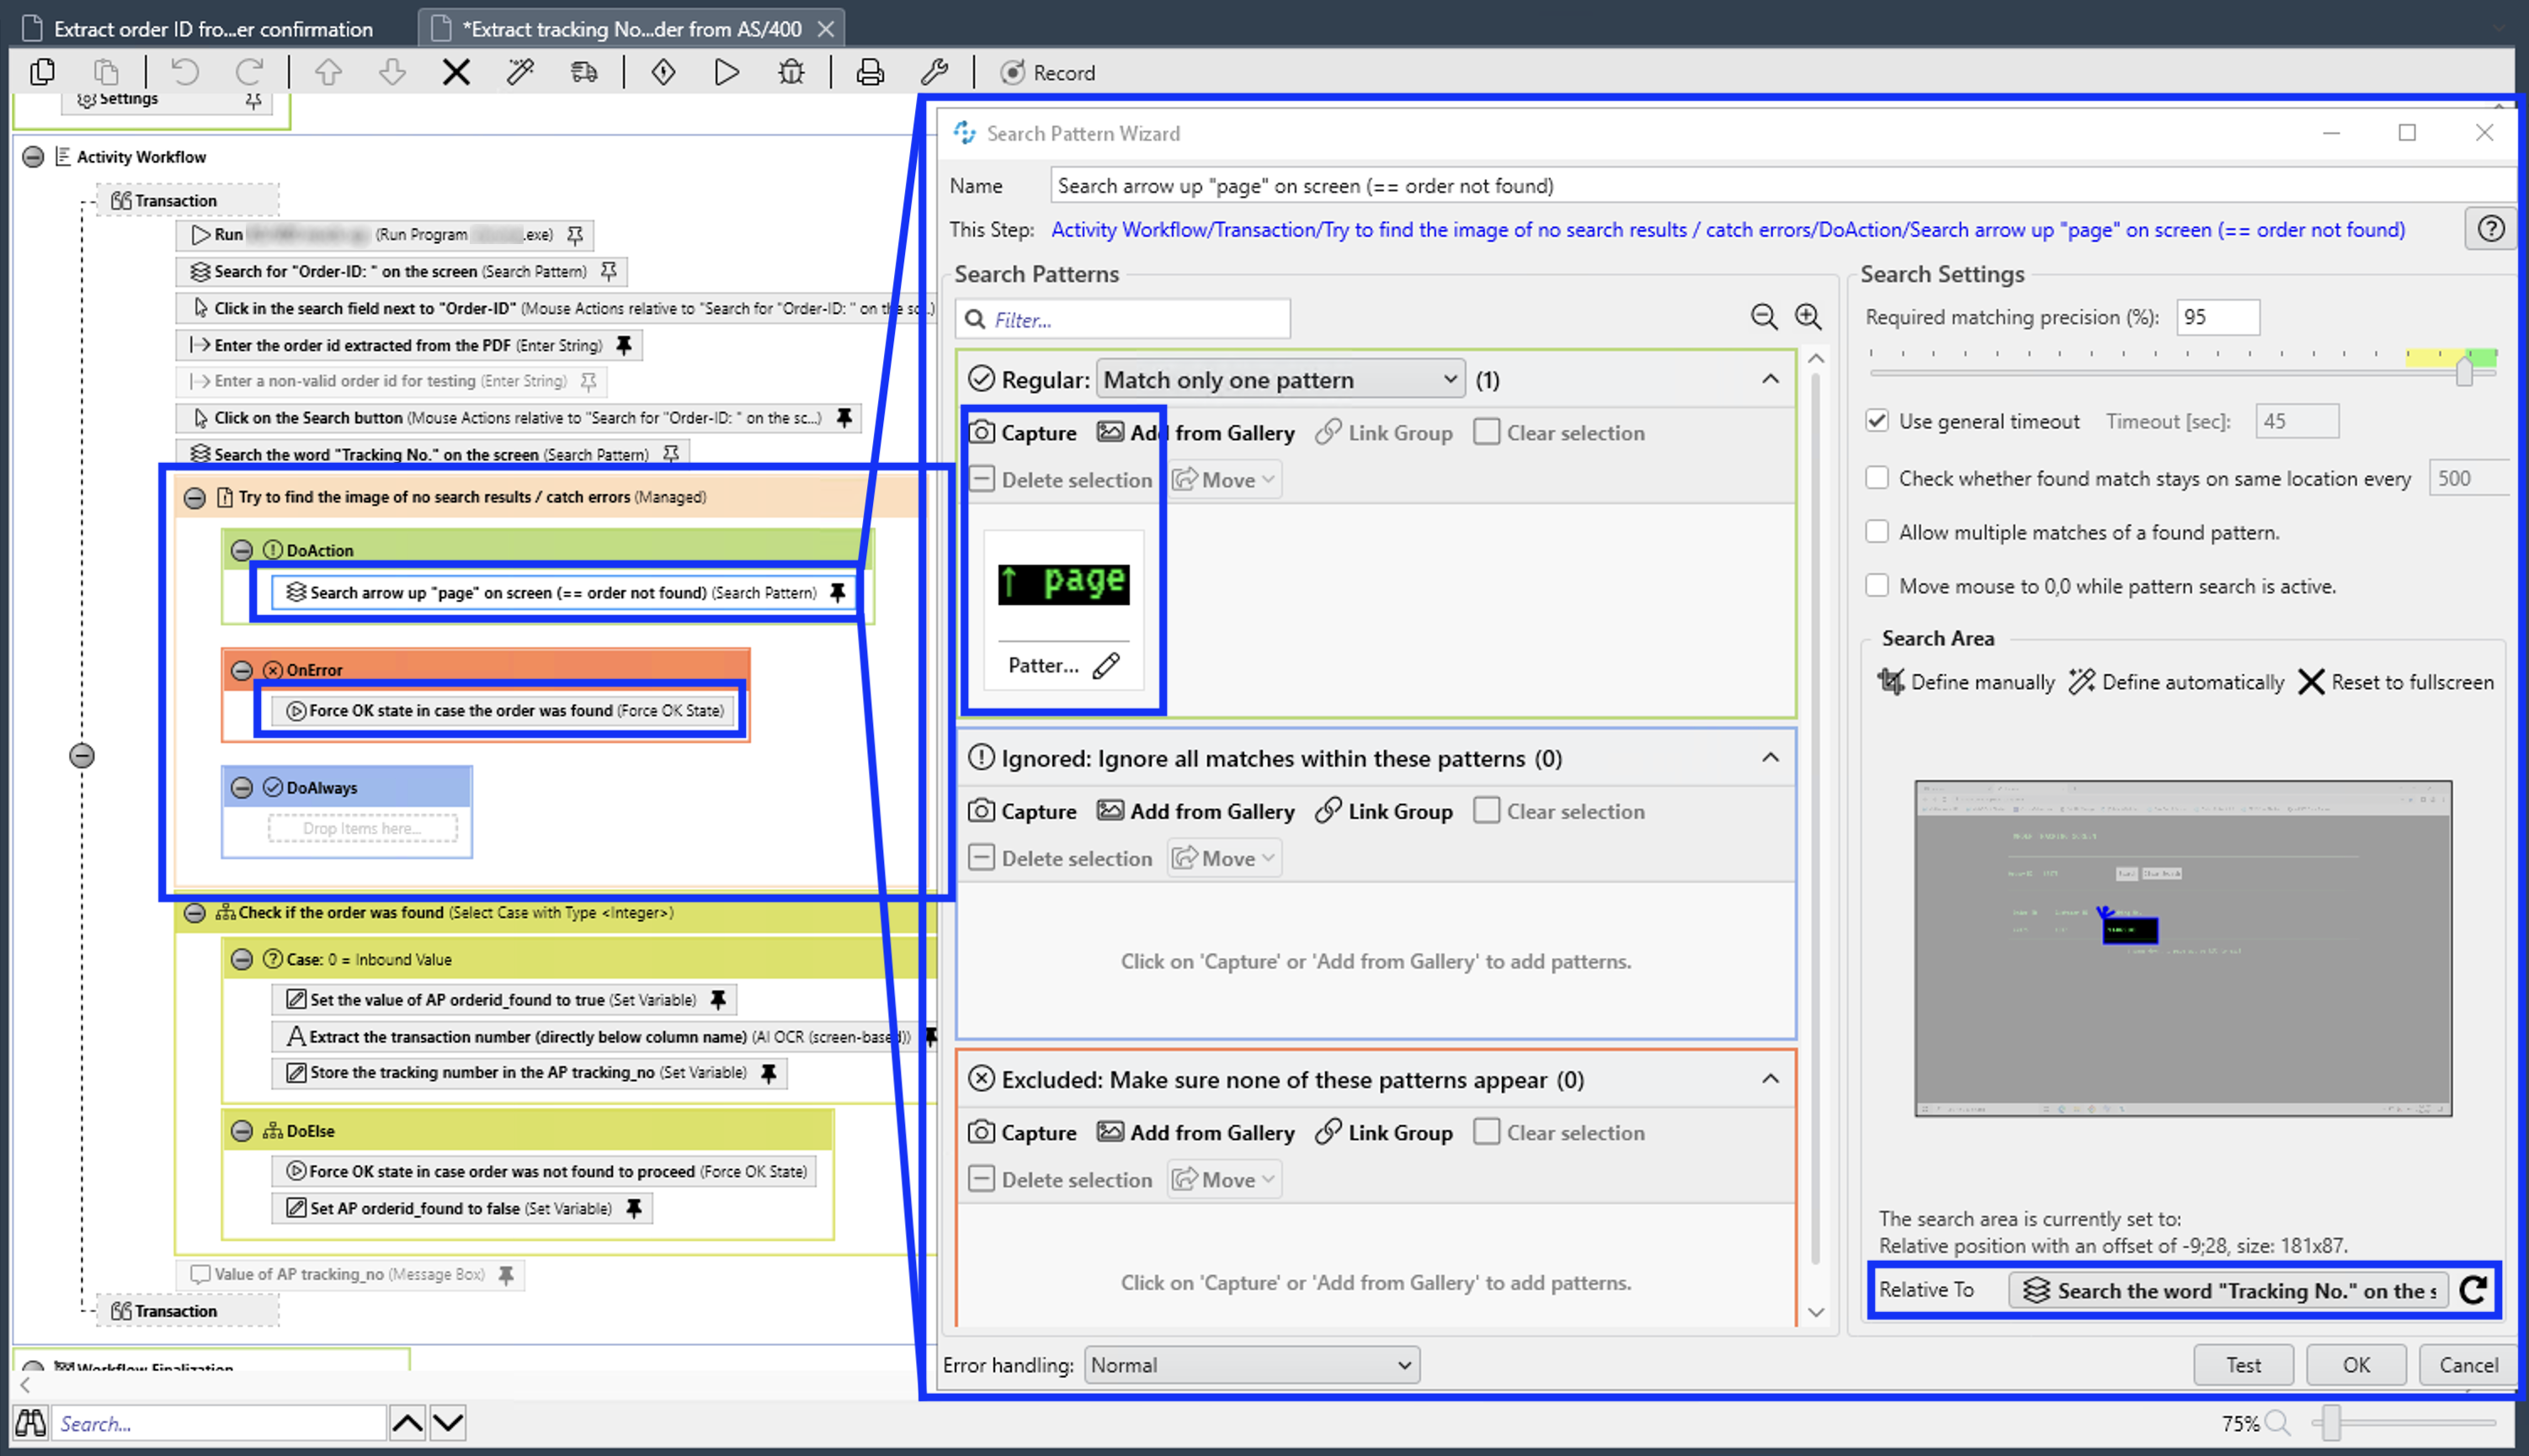 Extract order ID fro...er confirmation
*Extract tracking No...der from AS/400
Record
Settings
Activity Workflow
Transaction
Run (Run Program .exe)
Search for "Order-ID: " on the screen (Search Pattern)
Click in the search field next to "Order-ID" (Mouse Actions relative to "Search for "Order-ID: " on the sc...)
Enter the order id extracted from the PDF (Enter String)
Enter a non-valid order id for testing (Enter String)
Click on the Search button (Mouse Actions relative to "Search for "Order-ID: " on the sc...)
Search the word "Tracking No." on the screen (Search Pattern)
Try to find the image of no search results / catch errors (Managed)
DoAction
Search arrow up "page" on screen (== order not found) (Search Pattern)
OnError
Force OK state in case the order was found (Force OK State)
DoAlways
Drop Items here...
Check if the order was found (Select Case with Type <Integer>)
Case: 0 = Inbound Value
Set the value of AP orderid_found to true (Set Variable)
Extract the transaction number (directly below column name) (AI OCR (screen-based))
Store the tracking number in the AP tracking_no (Set Variable)
DoElse
Force OK state in case order was not found to proceed (Force OK State)
Set AP orderid_found to false (Set Variable)
Value of AP tracking_no (Message Box)
Transaction
Workflow Finalization
Search...
75%
Search Pattern Wizard
Name Search arrow up "page" on screen (== order not found)
This Step: Activity Workflow/Transaction/Try to find the image of no search results / catch errors/DoAction/Search arrow up "page" on screen (== order not found)
Search Patterns
Filter...
Regular: Match only one pattern (1)
Capture Add from Gallery Link Group Clear selection
Delete selection Move
↑ page
Patter...
Ignored: Ignore all matches within these patterns (0)
Capture Add from Gallery Link Group Clear selection
Delete selection Move
Click on 'Capture' or 'Add from Gallery' to add patterns.
Excluded: Make sure none of these patterns appear (0)
Capture Add from Gallery Link Group Clear selection
Delete selection Move
Click on 'Capture' or 'Add from Gallery' to add patterns.
Error handling: Normal
Search Settings
Required matching precision (%): 95
Use general timeout Timeout [sec]: 45
Check whether found match stays on same location every 500
Allow multiple matches of a found pattern.
Move mouse to 0,0 while pattern search is active.
Search Area
Define manually Define automatically Reset to fullscreen
The search area is currently set to:
Relative position with an offset of -9;28, size: 181x87.
Relative To Search the word "Tracking No." on the s
Test OK Cancel